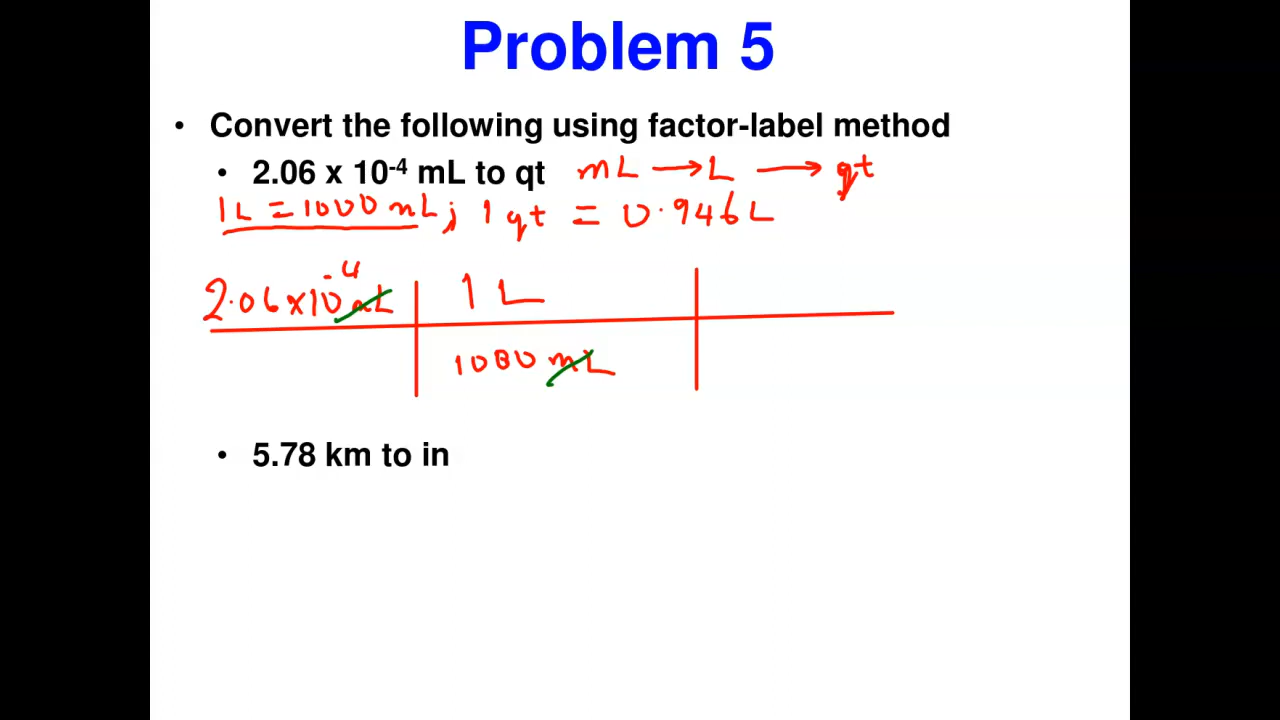 Problem 5
• Convert the following using factor-label method
• 2.06 x 10⁻⁴ mL to qt mL → L → qt
1L = 1000 mL; 1 qt = 0.946 L
2.06 x 10⁻⁴ mL 1 L
1000 mL
• 5.78 km to in